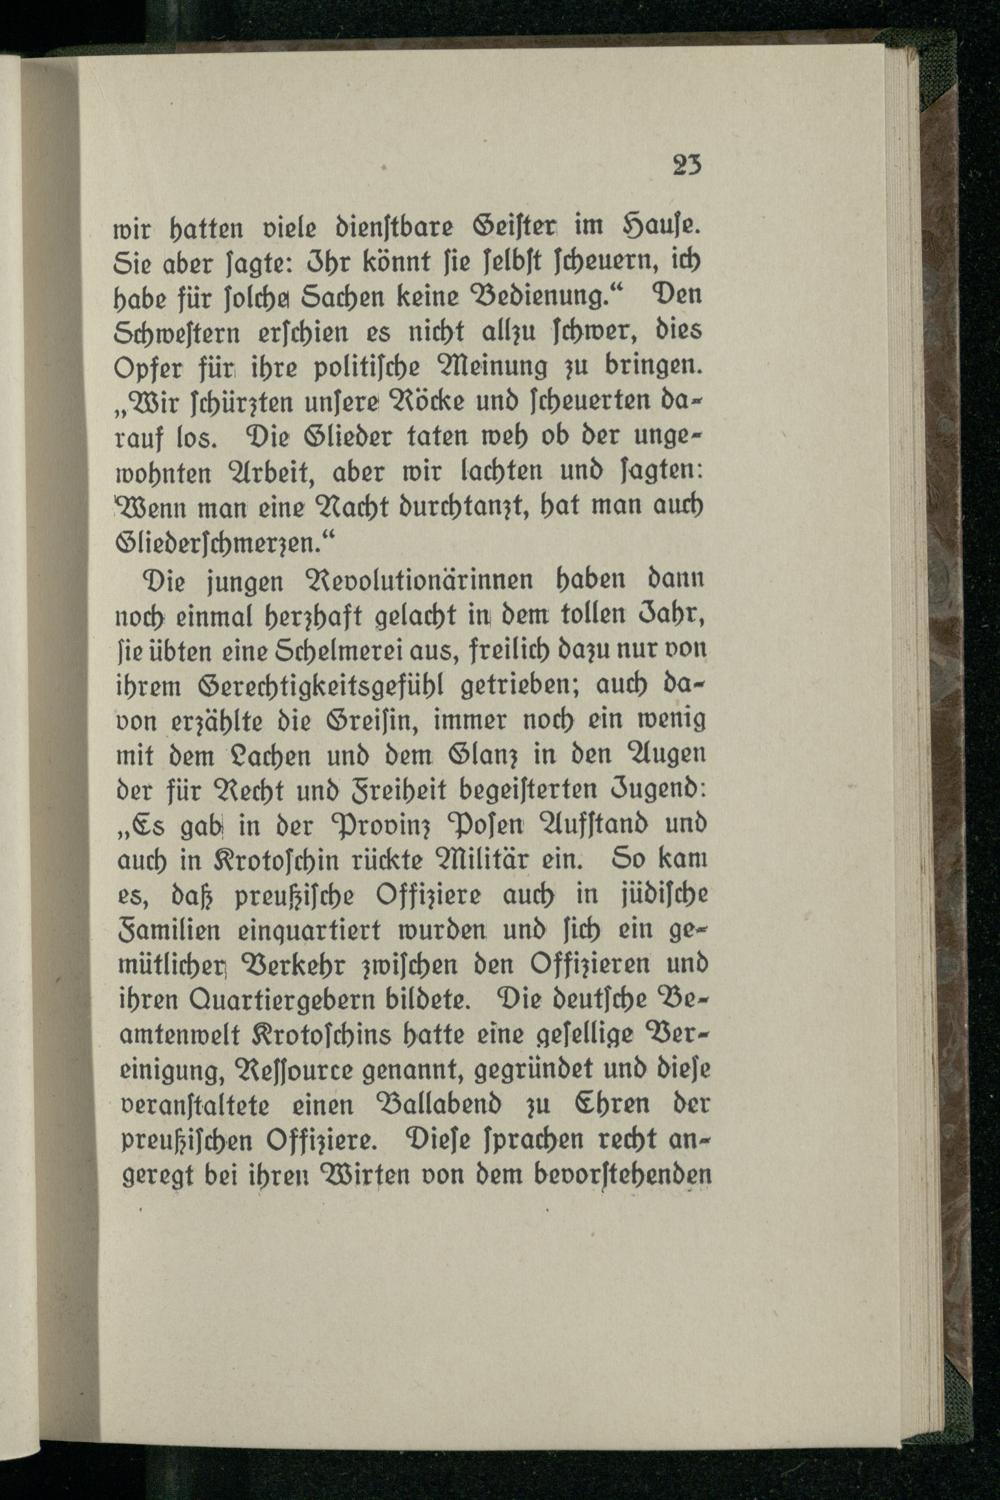 23
wir hatten viele dienstbare Geister im Hause.
Sie aber sagte: Ihr könnt sie selbst scheuern, ich
habe für solche Sachen keine Bedienung.“ Den
Schwestern erschien es nicht allzu schwer, dies
Opfer für ihre politische Meinung zu bringen.
„Wir schürzten unsere Röcke und scheuerten da-
rauf los. Die Glieder taten weh ob der unge-
wohnten Arbeit, aber wir lachten und sagten:
'Wenn man eine Nacht durchtanzt, hat man auch
Gliederschmerzen.“
Die jungen Revolutionärinnen haben dann
noch einmal herzhaft gelacht in dem tollen Jahr,
sie übten eine Schelmerei aus, freilich dazu nur von
ihrem Gerechtigkeitsgefühl getrieben; auch da-
von erzählte die Greisin, immer noch ein wenig
mit dem Lachen und dem Glanz in den Augen
der für Recht und Freiheit begeisterten Jugend:
„Es gab in der Provinz Posen Aufstand und
auch in Krotoschin rückte Militär ein. So kam
es, daß preußische Offiziere auch in jüdische
Familien einquartiert wurden und sich ein ge-
mütlicher Verkehr zwischen den Offizieren und
ihren Quartiergebern bildete. Die deutsche Be-
amtenwelt Krotoschins hatte eine gesellige Ver-
einigung, Ressource genannt, gegründet und diese
veranstaltete einen Ballabend zu Ehren der
preußischen Offiziere. Diese sprachen recht an-
geregt bei ihren Wirten von dem bevorstehenden